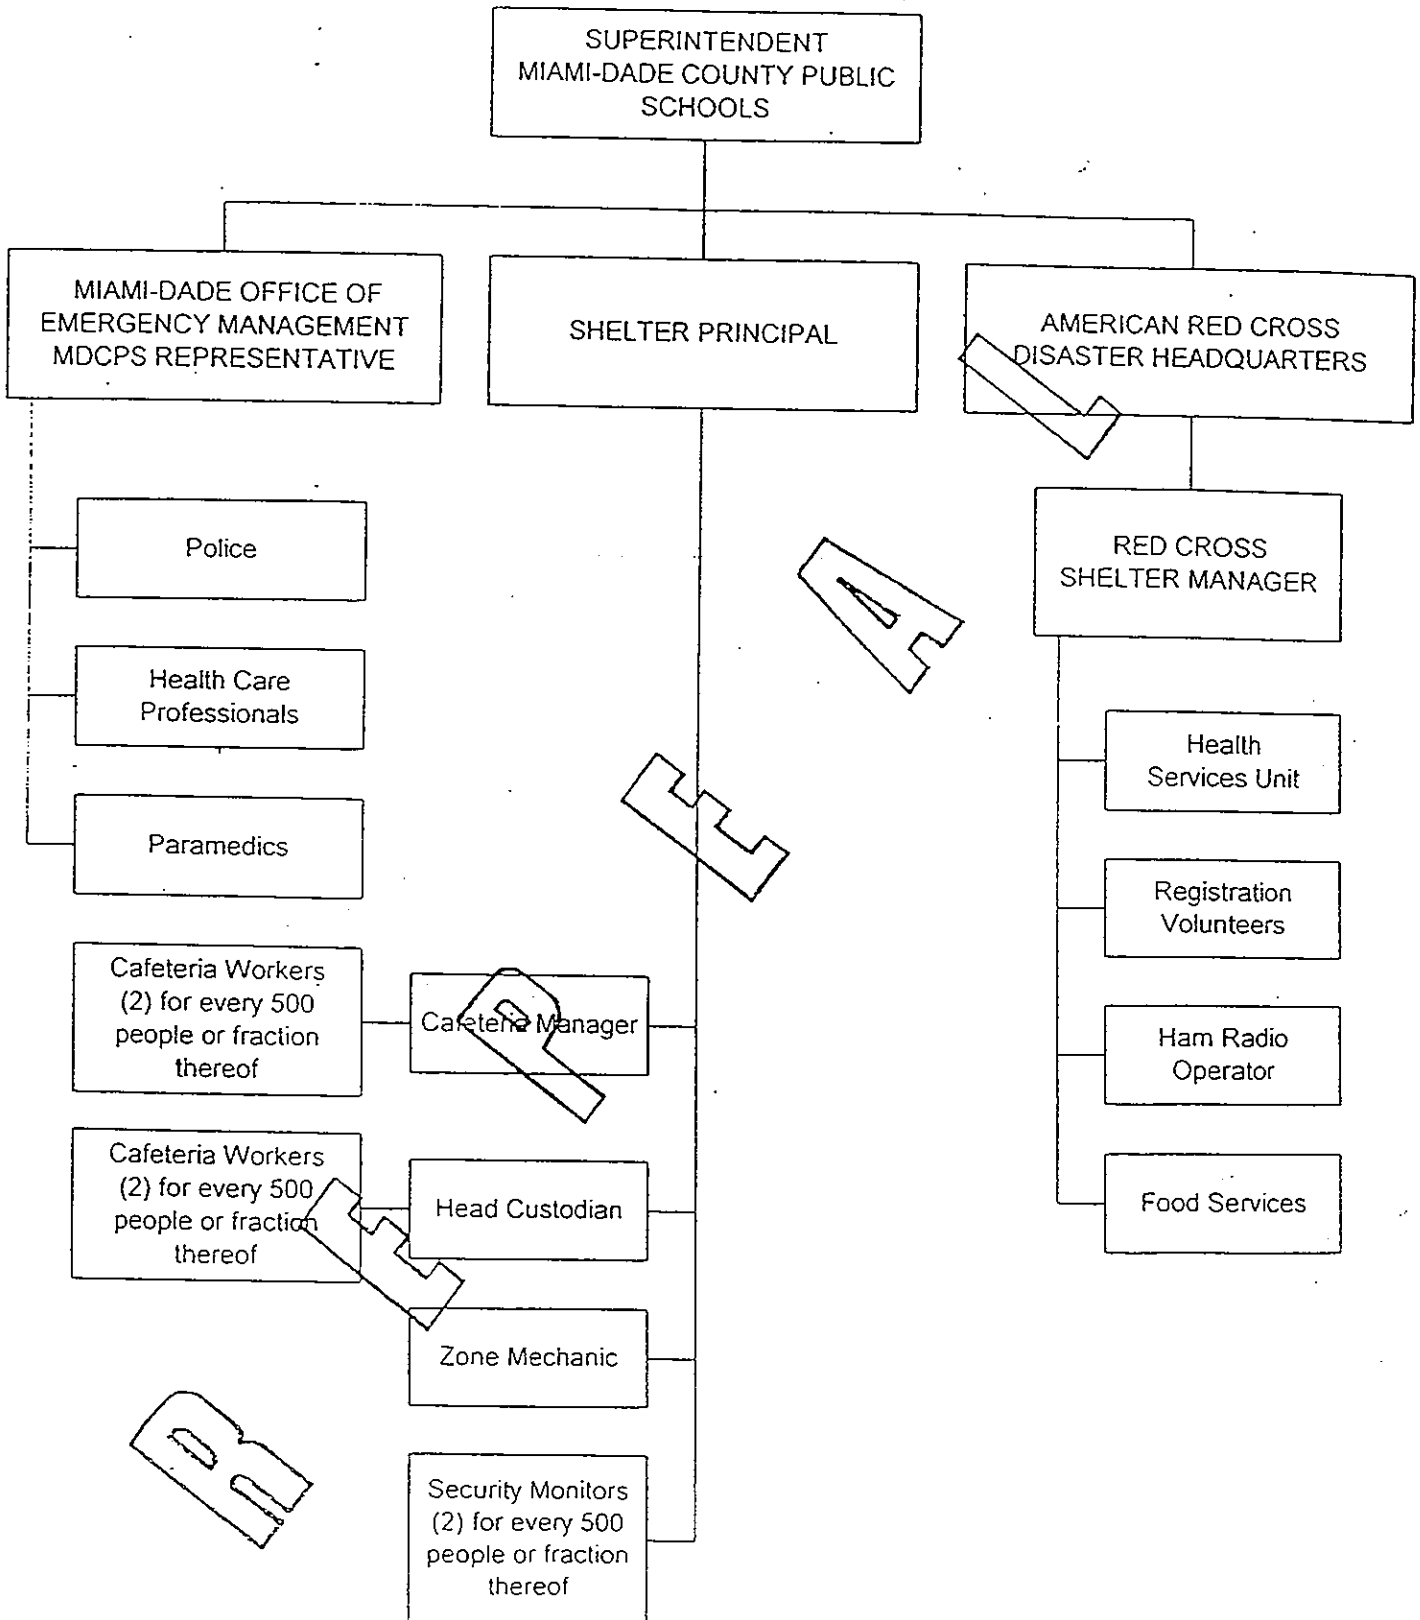 SUPERINTENDENT
MIAMI-DADE COUNTY PUBLIC
SCHOOLS
MIAMI-DADE OFFICE OF
EMERGENCY MANAGEMENT
MDCPS REPRESENTATIVE
SHELTER PRINCIPAL
AMERICAN RED CROSS
DISASTER HEADQUARTERS
Police
Health Care
Professionals
Paramedics
Cafeteria Workers
(2) for every 500
people or fraction
thereof
Cafeteria Manager
Cafeteria Workers
(2) for every 500
people or fraction
thereof
Head Custodian
Zone Mechanic
Security Monitors
(2) for every 500
people or fraction
thereof
RED CROSS
SHELTER MANAGER
Health
Services Unit
Registration
Volunteers
Ham Radio
Operator
Food Services
REPEAL